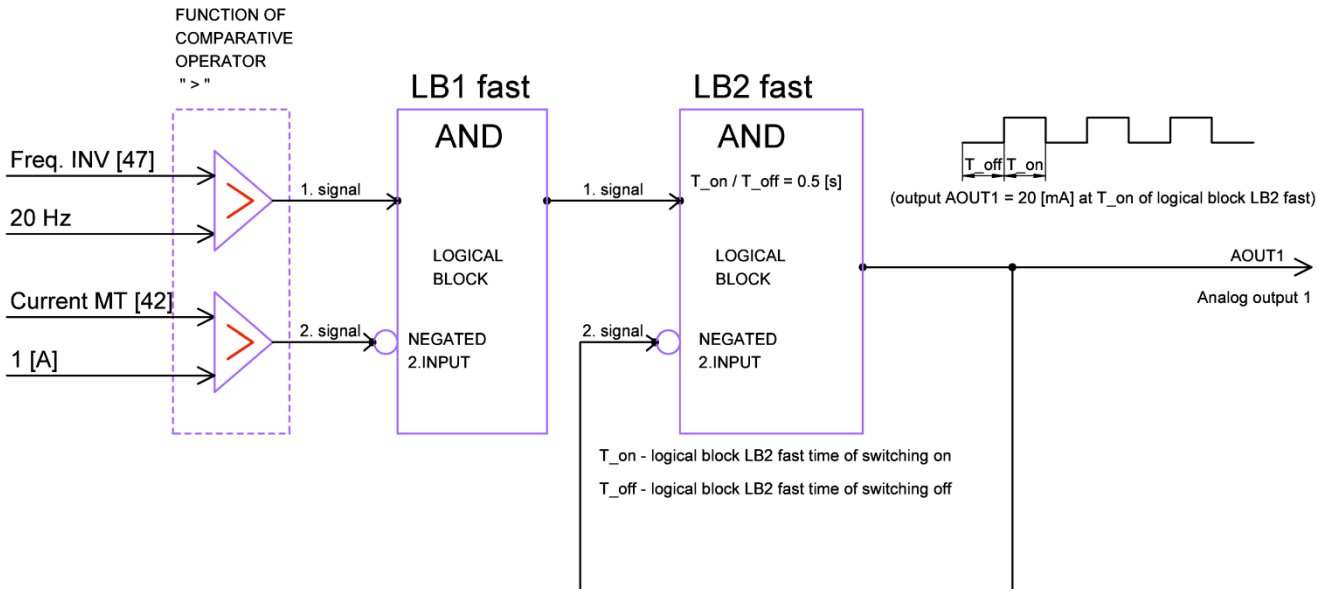 FUNCTION OF
COMPARATIVE
OPERATOR
" > "
Freq. INV [47]
20 Hz
Current MT [42]
1 [A]
1. signal
2. signal
LB1 fast
AND
LOGICAL
BLOCK
NEGATED
2.INPUT
1. signal
2. signal
LB2 fast
AND
T_on / T_off = 0.5 [s]
LOGICAL
BLOCK
NEGATED
2.INPUT
T_off T_on
(output AOUT1 = 20 [mA] at T_on of logical block LB2 fast)
AOUT1
Analog output 1
T_on - logical block LB2 fast time of switching on
T_off - logical block LB2 fast time of switching off